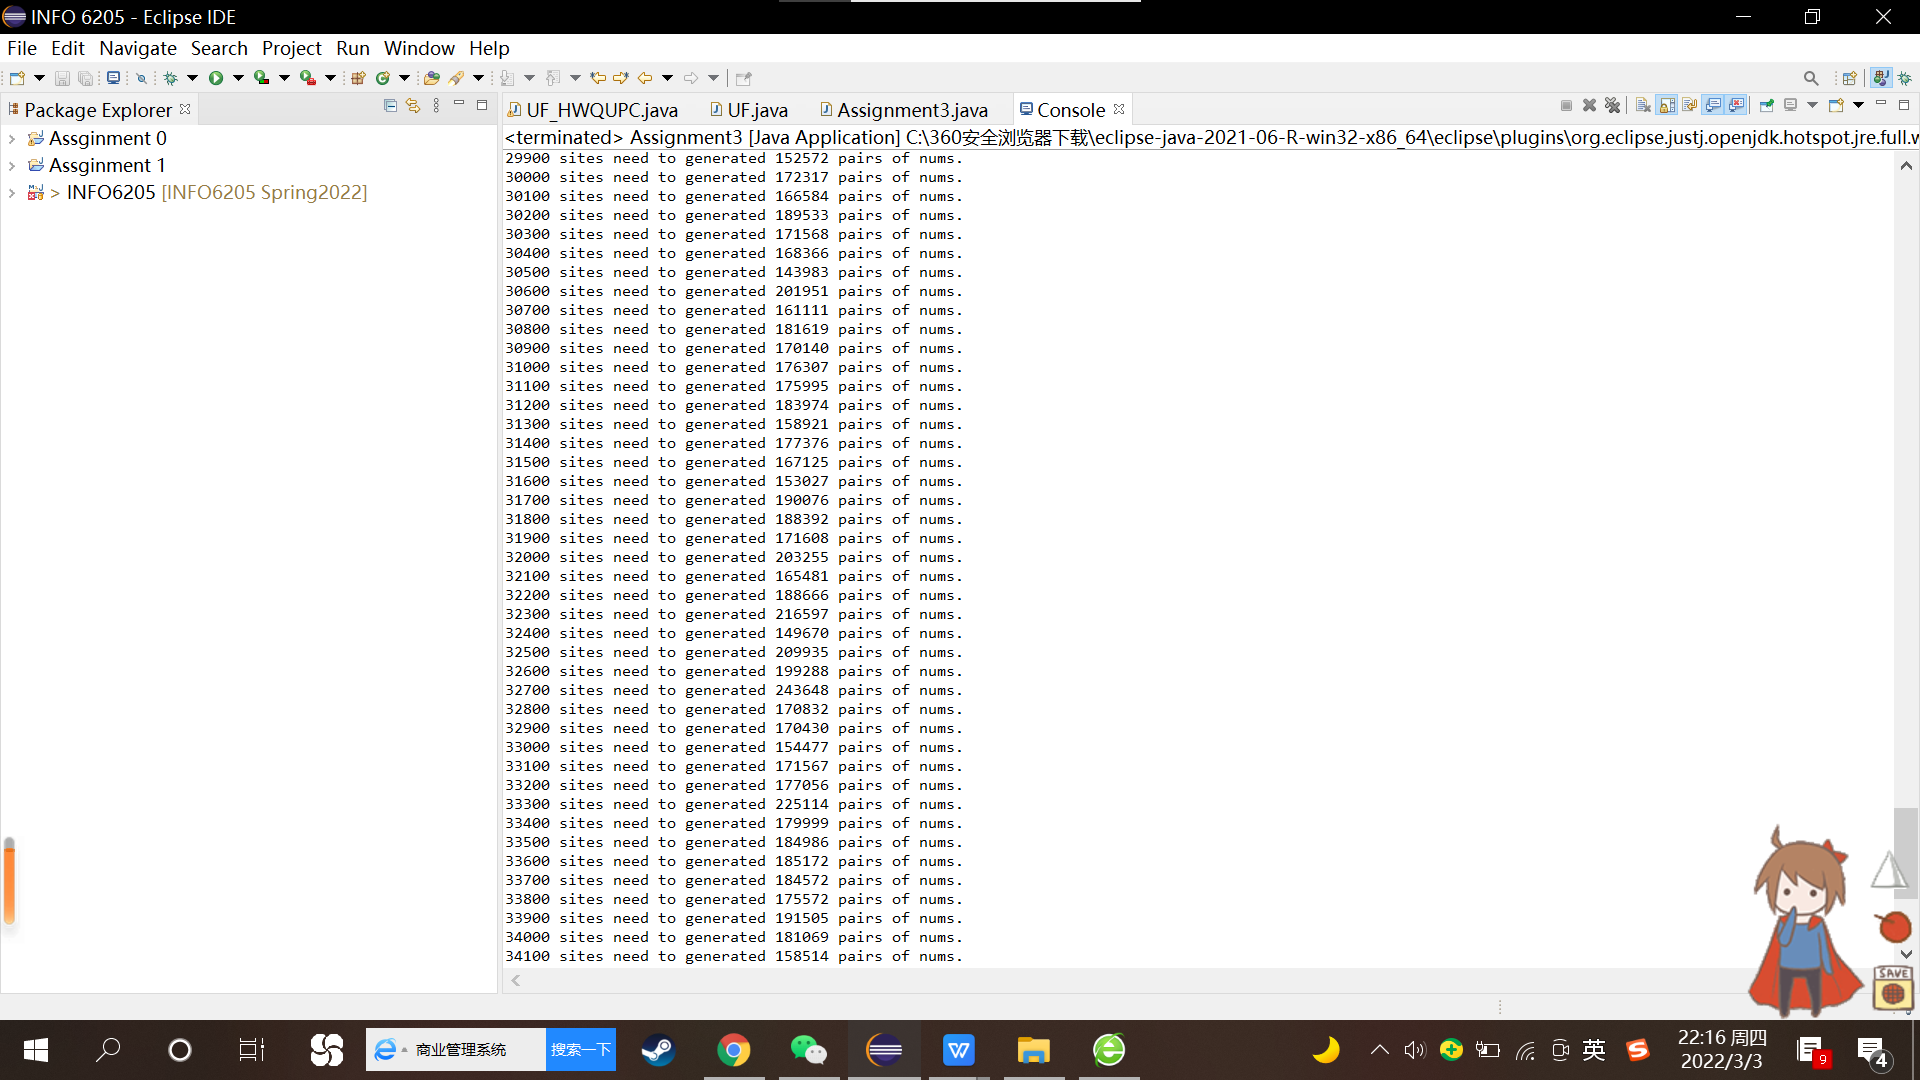 INFO 6205 - Eclipse IDE
File Edit Navigate Search Project Run Window Help
Package Explorer
UF_HWQUPC.java UF.java Assignment3.java Console
Assginment 0
Assginment 1
> INFO6205 [INFO6205 Spring2022]
<terminated> Assignment3 [Java Application] C:\360安全浏览器下载\eclipse-java-2021-06-R-win32-x86_64\eclipse\plugins\org.eclipse.justj.openjdk.hotspot.jre.full.w
29900 sites need to generated 152572 pairs of nums.
30000 sites need to generated 172317 pairs of nums.
30100 sites need to generated 166584 pairs of nums.
30200 sites need to generated 189533 pairs of nums.
30300 sites need to generated 171568 pairs of nums.
30400 sites need to generated 168366 pairs of nums.
30500 sites need to generated 143983 pairs of nums.
30600 sites need to generated 201951 pairs of nums.
30700 sites need to generated 161111 pairs of nums.
30800 sites need to generated 181619 pairs of nums.
30900 sites need to generated 170140 pairs of nums.
31000 sites need to generated 176307 pairs of nums.
31100 sites need to generated 175995 pairs of nums.
31200 sites need to generated 183974 pairs of nums.
31300 sites need to generated 158921 pairs of nums.
31400 sites need to generated 177376 pairs of nums.
31500 sites need to generated 167125 pairs of nums.
31600 sites need to generated 153027 pairs of nums.
31700 sites need to generated 190076 pairs of nums.
31800 sites need to generated 188392 pairs of nums.
31900 sites need to generated 171608 pairs of nums.
32000 sites need to generated 203255 pairs of nums.
32100 sites need to generated 165481 pairs of nums.
32200 sites need to generated 188666 pairs of nums.
32300 sites need to generated 216597 pairs of nums.
32400 sites need to generated 149670 pairs of nums.
32500 sites need to generated 209935 pairs of nums.
32600 sites need to generated 199288 pairs of nums.
32700 sites need to generated 243648 pairs of nums.
32800 sites need to generated 170832 pairs of nums.
32900 sites need to generated 170430 pairs of nums.
33000 sites need to generated 154477 pairs of nums.
33100 sites need to generated 171567 pairs of nums.
33200 sites need to generated 177056 pairs of nums.
33300 sites need to generated 225114 pairs of nums.
33400 sites need to generated 179999 pairs of nums.
33500 sites need to generated 184986 pairs of nums.
33600 sites need to generated 185172 pairs of nums.
33700 sites need to generated 184572 pairs of nums.
33800 sites need to generated 175572 pairs of nums.
33900 sites need to generated 191505 pairs of nums.
34000 sites need to generated 181069 pairs of nums.
34100 sites need to generated 158514 pairs of nums.
SAVE
商业管理系统 搜索一下
英
22:16 周四
2022/3/3
9
4